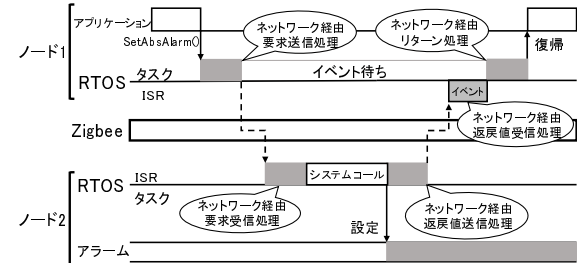 アプリケーション
SetAbsAlarm()
ネットワーク経由
要求送信処理
ネットワーク経由
リターン処理
復帰
ノード1
RTOS
タスク
イベント待ち
ISR
イベント
ネットワーク経由
返戻値受信処理
Zigbee
ノード2
RTOS
ISR
システムコール
タスク
ネットワーク経由
要求受信処理
設定
ネットワーク経由
返戻値送信処理
アラーム